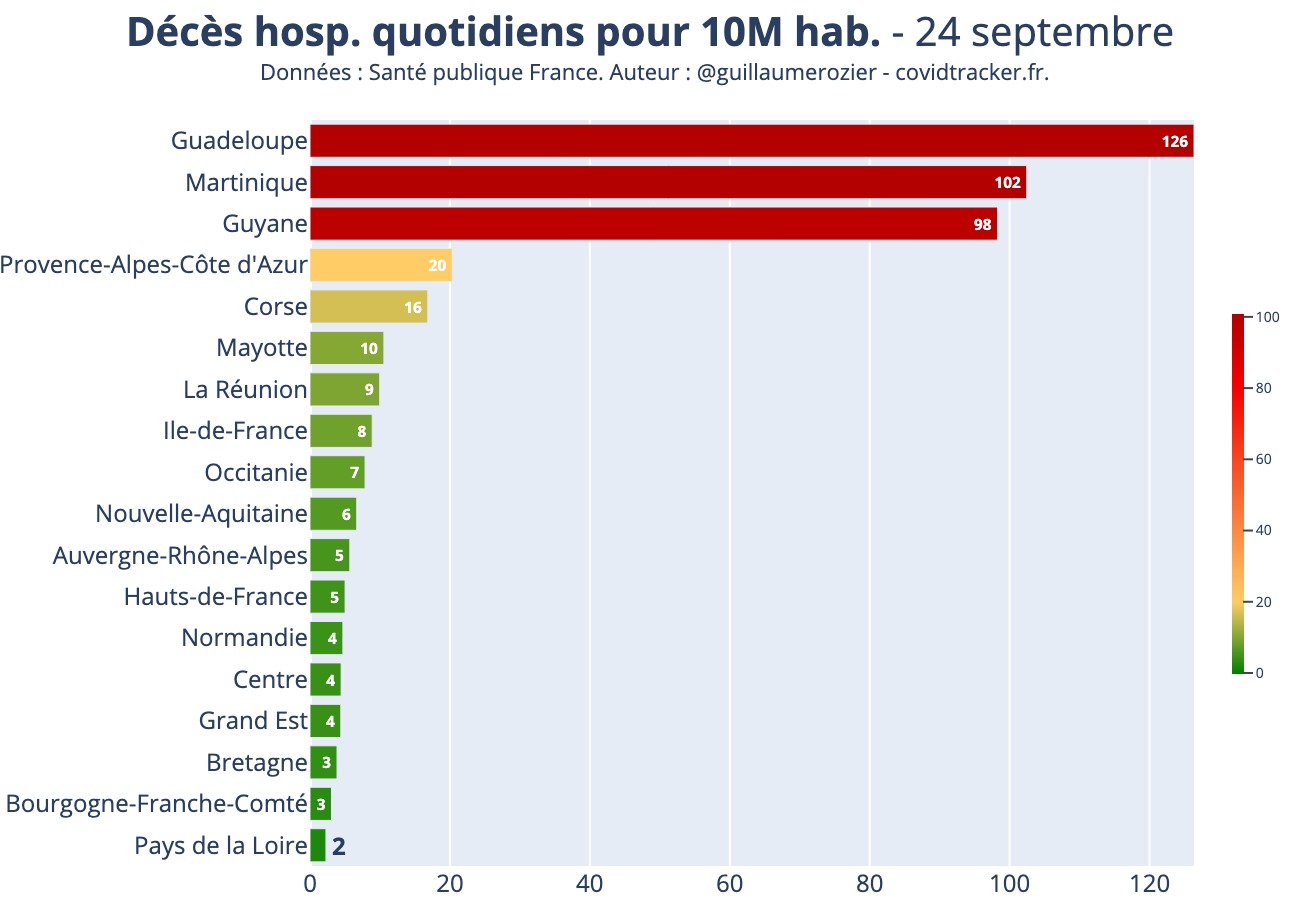 Décès hosp. quotidiens pour 10M hab. - 24 septembre
Données : Santé publique France. Auteur : @guillaumerozier - covidtracker.fr.
Guadeloupe 126
Martinique 102
Guyane 98
Provence-Alpes-Côte d'Azur 20
Corse 16
Mayotte 10
La Réunion 9
Ile-de-France 8
Occitanie 7
Nouvelle-Aquitaine 6
Auvergne-Rhône-Alpes 5
Hauts-de-France 5
Normandie 4
Centre 4
Grand Est 4
Bretagne 3
Bourgogne-Franche-Comté 3
Pays de la Loire 2
0 20 40 60 80 100 120
100
80
60
40
20
0